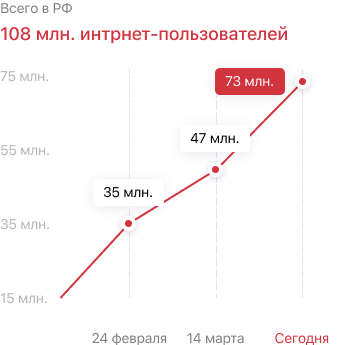 Всего в РФ
108 млн. интрнет-пользователей
75 млн.
73 млн.
55 млн.
47 млн.
35 млн.
35 млн.
15 млн.
24 февраля 14 марта Сегодня